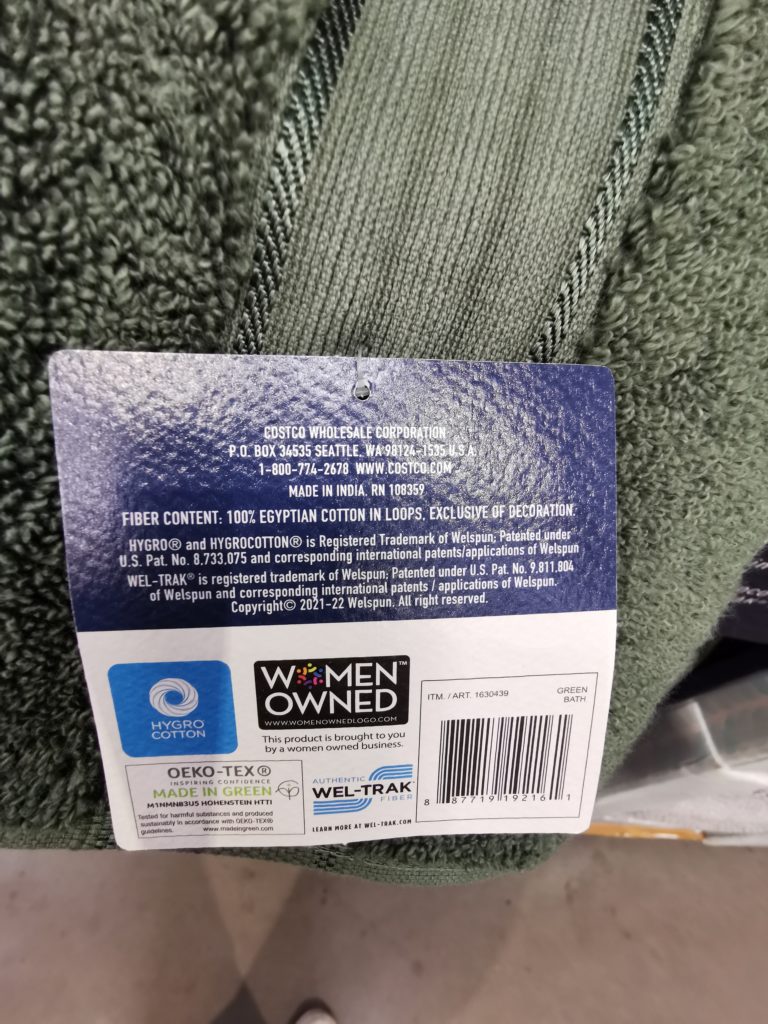 COSTCO WHOLESALE CORPORATION
P.O. BOX 34535 SEATTLE, WA 98124-1535 U.S.A.
1-800-774-2678 WWW.COSTCO.COM
MADE IN INDIA, RN 108359
FIBER CONTENT: 100% EGYPTIAN COTTON IN LOOPS, EXCLUSIVE OF DECORATION.
HYGRO® and HYGROCOTTON® is Registered Trademark of Welspun; Patented under
U.S. Pat. No. 8,733,075 and corresponding international patents/applications of Welspun
WEL-TRAK® is registered trademark of Welspun; Patented under U.S. Pat. No. 9,811,804
of Welspun and corresponding international patents / applications of Welspun.
Copyright© 2021-22 Welspun. All right reserved.
HYGRO®
COTTON
WOMEN™
OWNED
WWW.WOMENOWNEDLOGO.COM
This product is brought to you
by a women owned business.
ITM. / ART. 1630439
GREEN
BATH
8 87719 19216 1
OEKO-TEX®
INSPIRING CONFIDENCE
MADE IN GREEN
M1NMNB3U5 HOHENSTEIN HTTI
Tested for harmful substances and produced
sustainably in accordance with OEKO-TEX®
guidelines. www.madeingreen.com
AUTHENTIC
WEL-TRAK®
FIBER
LEARN MORE AT WEL-TRAK.COM